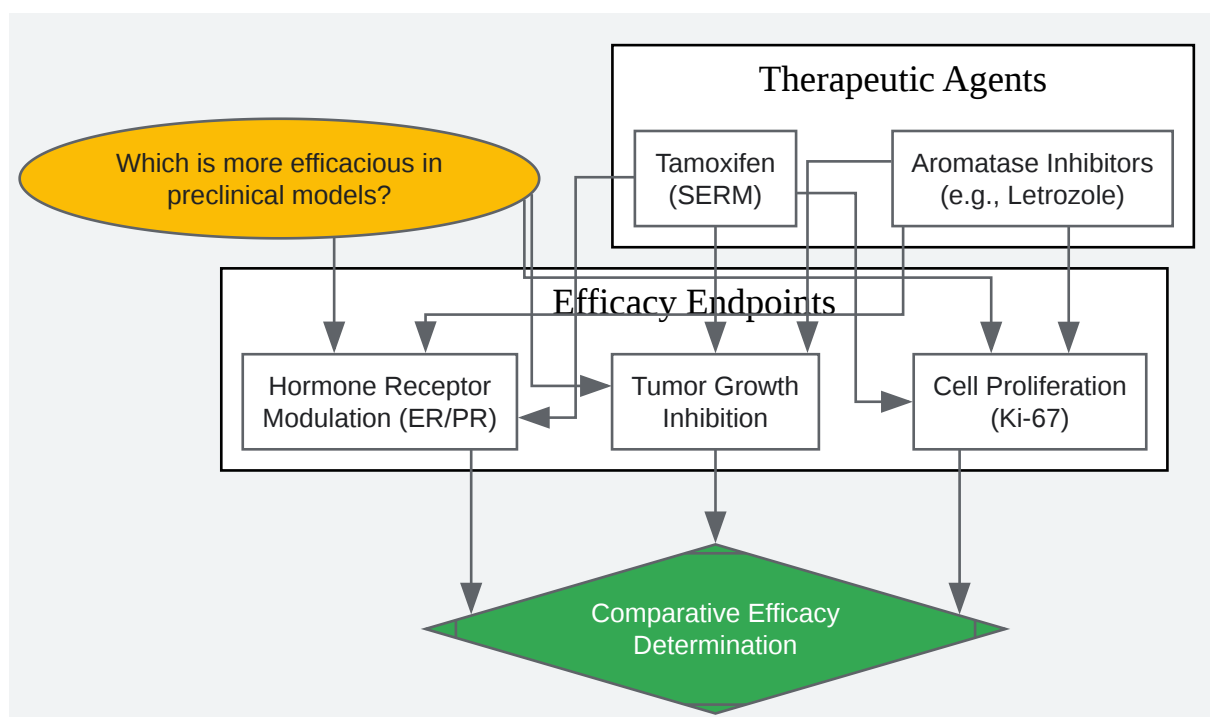 Therapeutic Agents
Which is more efficacious in
preclinical models?
Tamoxifen
(SERM)
Aromatase Inhibitors
(e.g., Letrozole)
Efficacy Endpoints
Hormone Receptor
Modulation (ER/PR)
Tumor Growth
Inhibition
Cell Proliferation
(Ki-67)
Comparative Efficacy
Determination